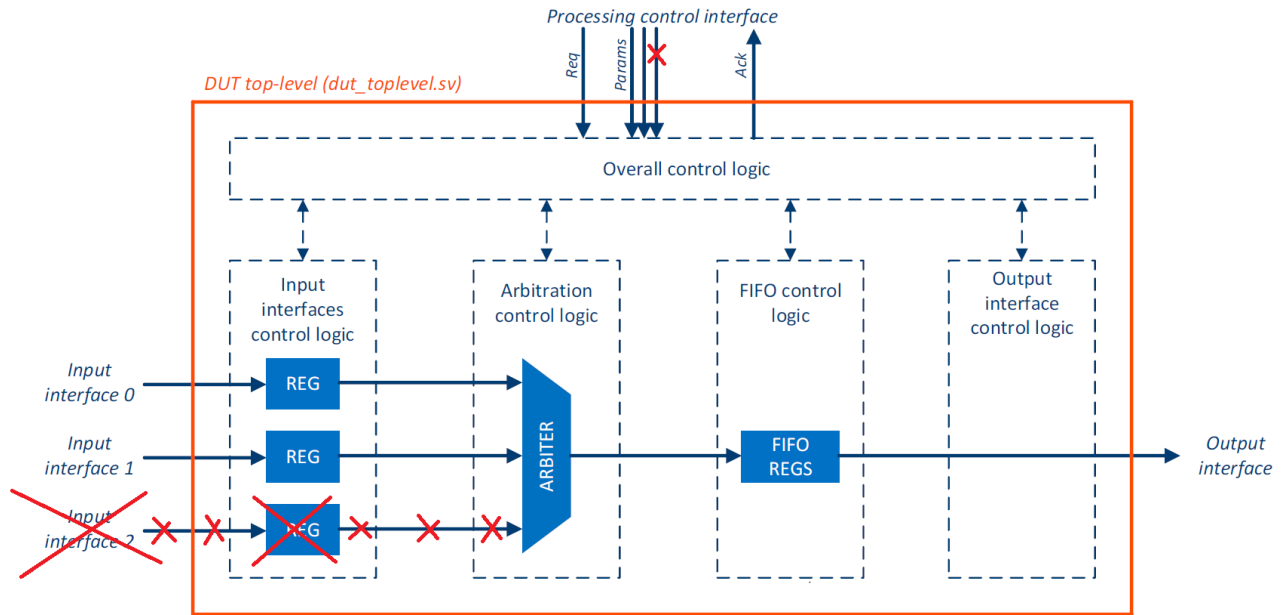 Processing control interface
Req
Params
Ack
DUT top-level (dut_toplevel.sv)
Overall control logic
Input
interfaces
control logic
Arbitration
control logic
FIFO control
logic
Output
interface
control logic
Input
interface 0
REG
Input
interface 1
REG
ARBITER
FIFO
REGS
Output
interface
Input
interface 2
REG